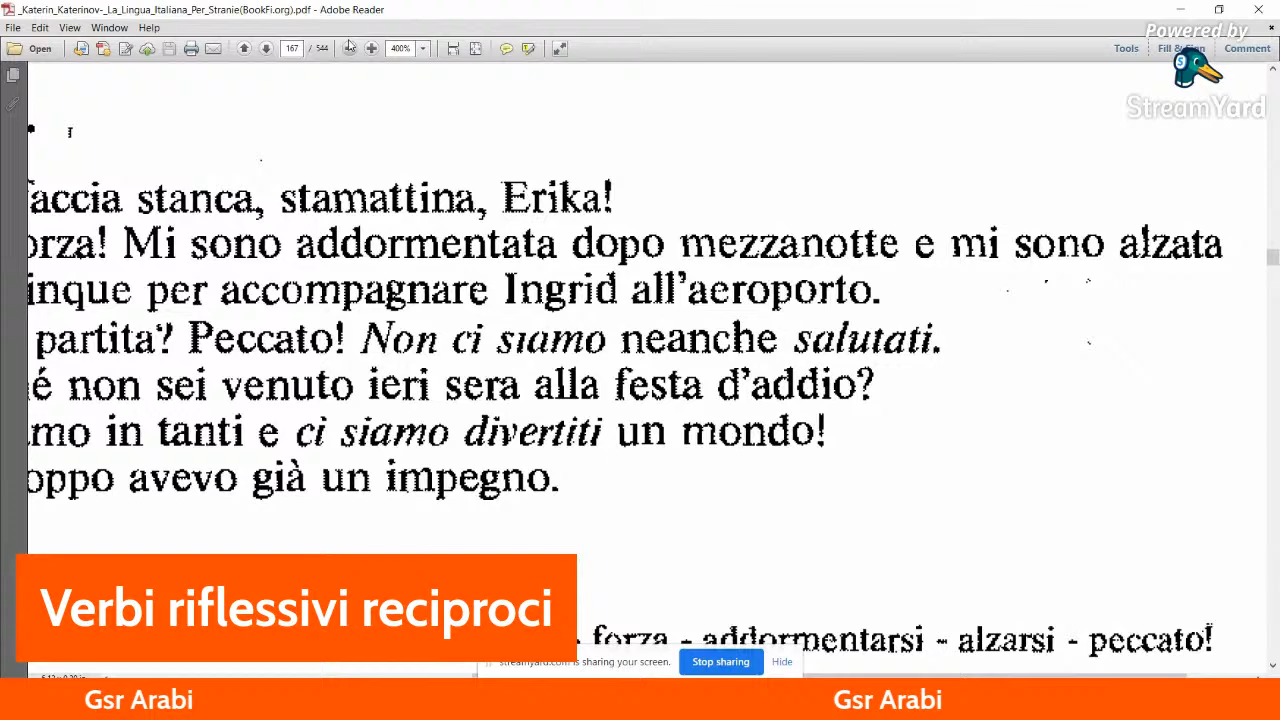 _Katerin_Katerinov-_La_Lingua_Italiana_Per_Stranie(BookFi.org).pdf - Adobe Reader
File Edit View Window Help
Open 167 / 544 400% Tools Fill & Sign Comment
Powered by
StreamYard
faccia stanca, stamattina, Erika!
orza! Mi sono addormentata dopo mezzanotte e mi sono alzata
inque per accompagnare Ingrid all'aeroporto.
partita? Peccato! Non ci siamo neanche salutati.
é non sei venuto ieri sera alla festa d'addio?
amo in tanti e ci siamo divertiti un mondo!
oppo avevo già un impegno.
Verbi riflessivi reciproci
- forza - addormentarsi - alzarsi - peccato!
streamyard.com is sharing your screen. Stop sharing Hide
Gsr Arabi Gsr Arabi